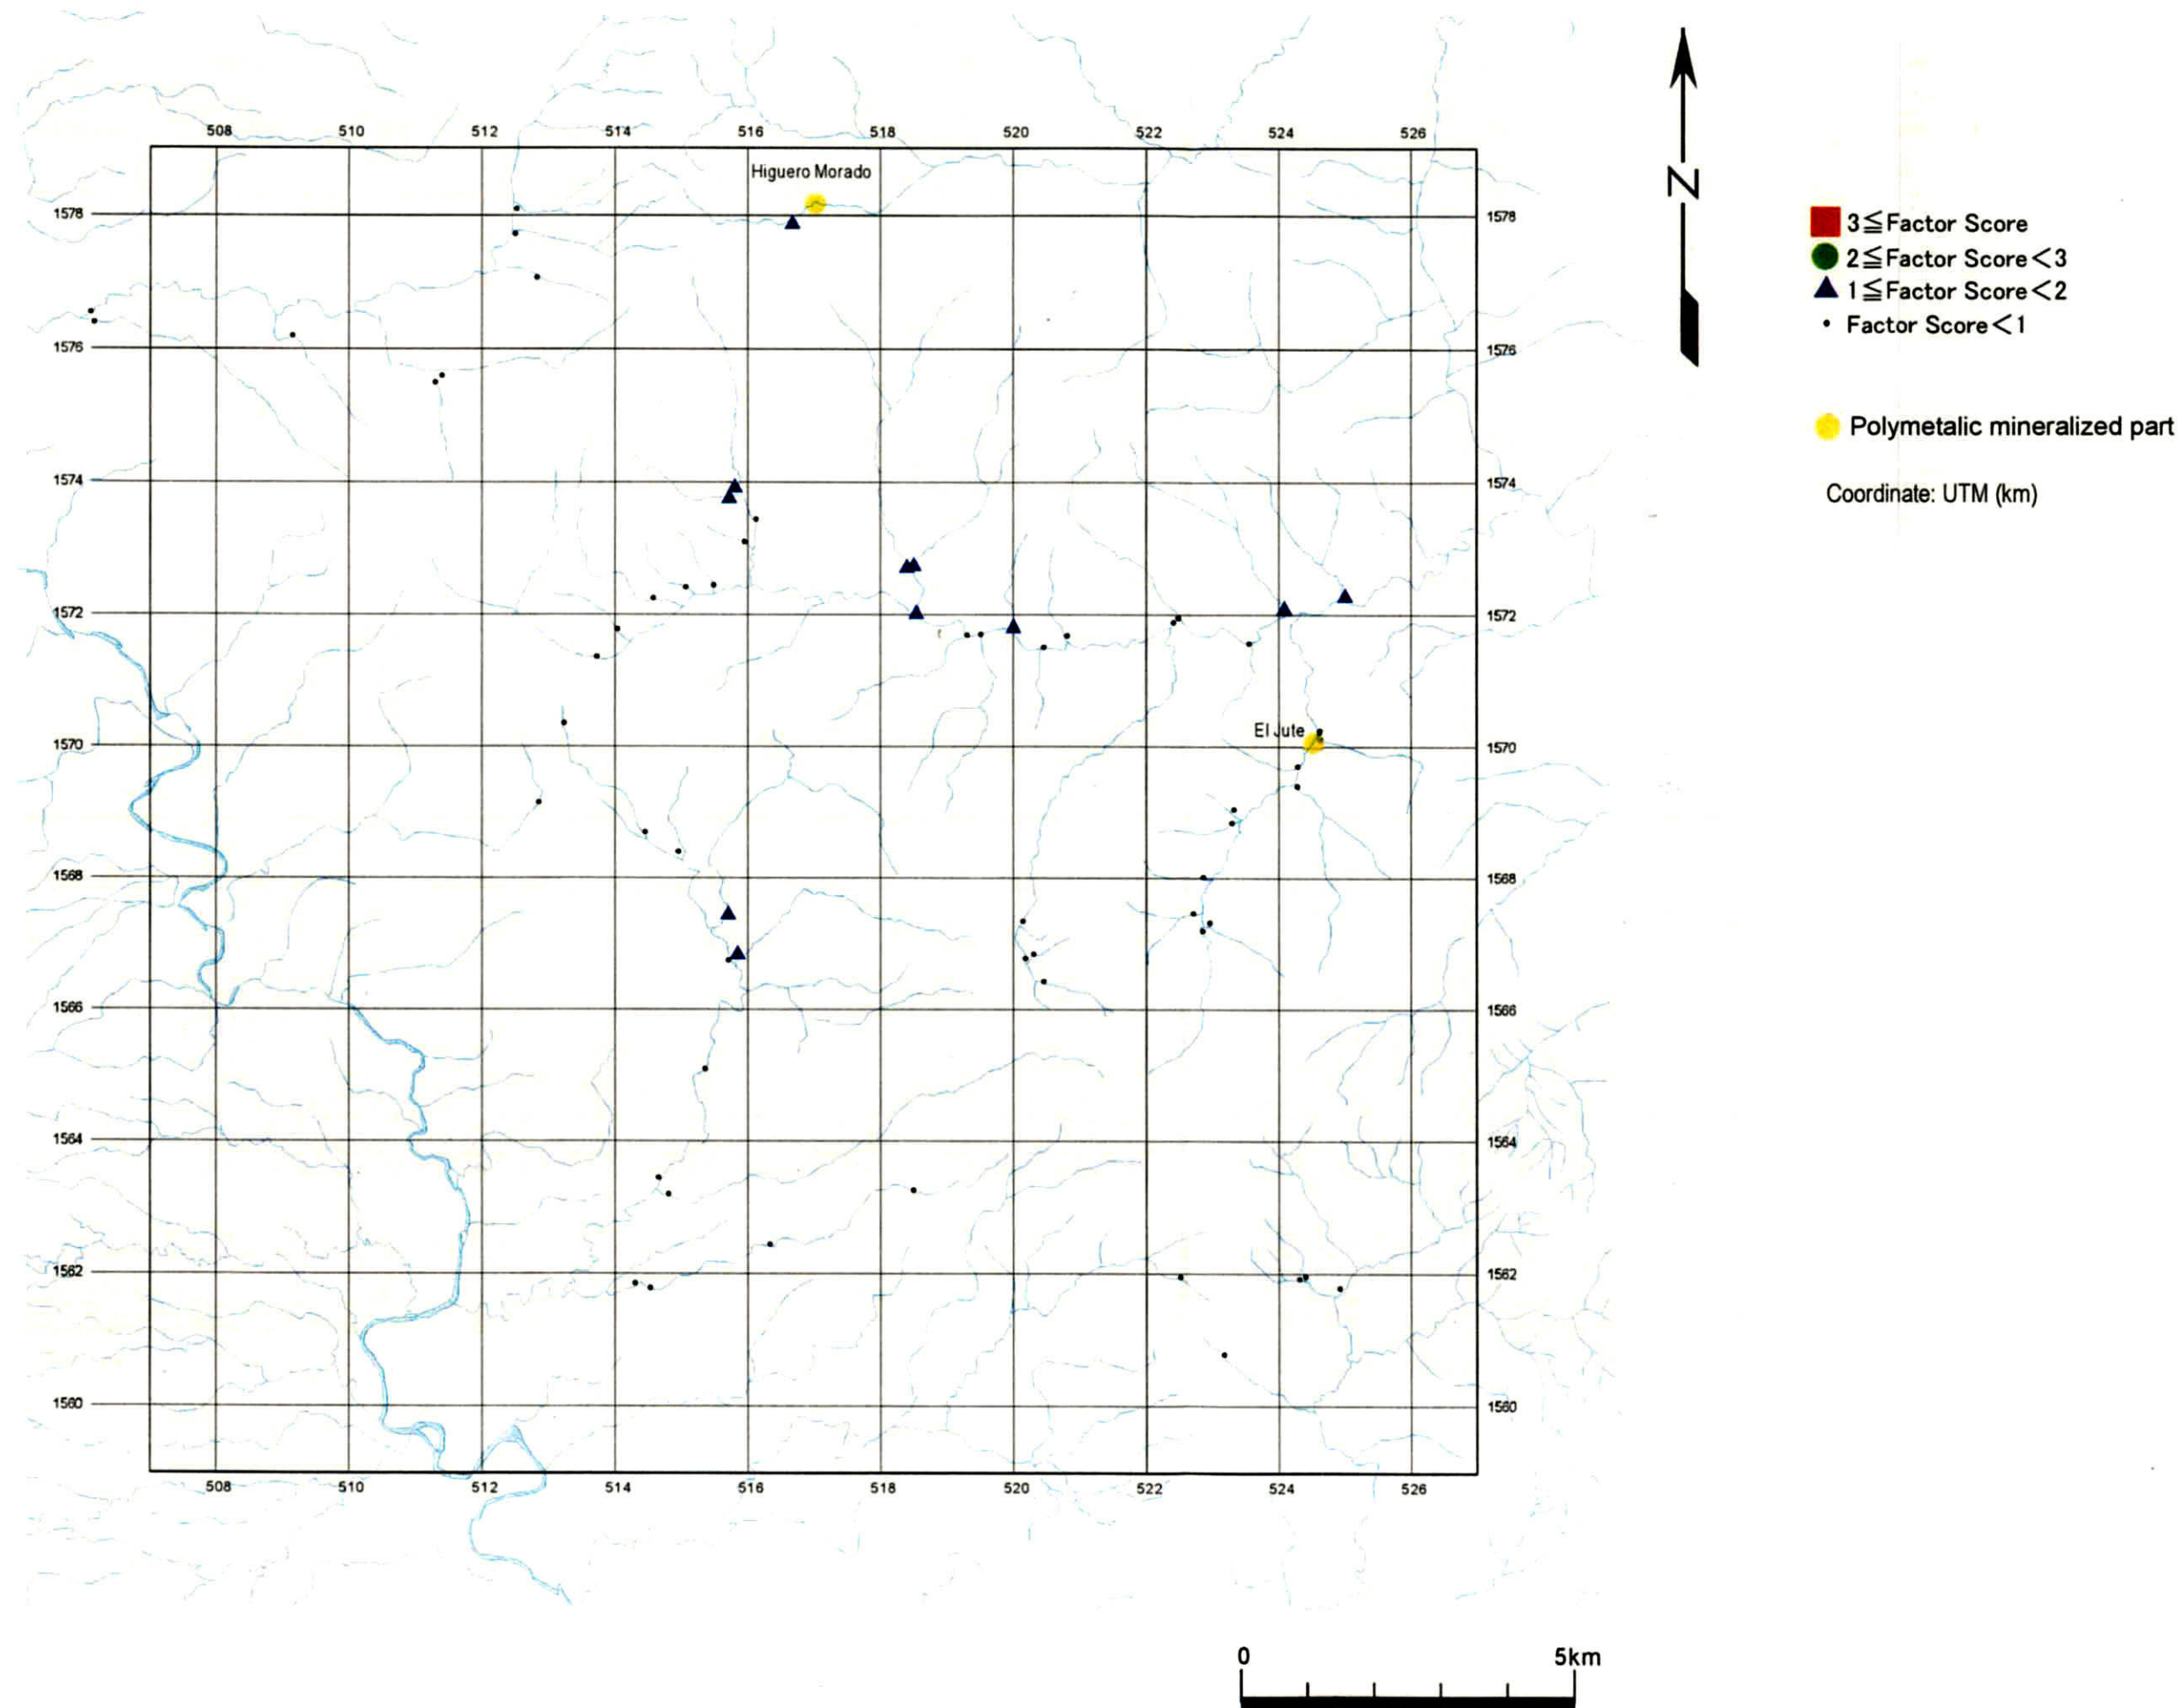 508 510 512 514 516 518 520 522 524 526
Higuero Morado
1578 1578
1576 1576
1574 1574
1572 1572
El Jute
1570 1570
1568 1568
1566 1566
1564 1564
1562 1562
1560 1560
508 510 512 514 516 518 520 522 524 526
N
3≦Factor Score
2≦Factor Score<3
1≦Factor Score<2
Factor Score<1
Polymetalic mineralized part
Coordinate: UTM (km)
0 5km